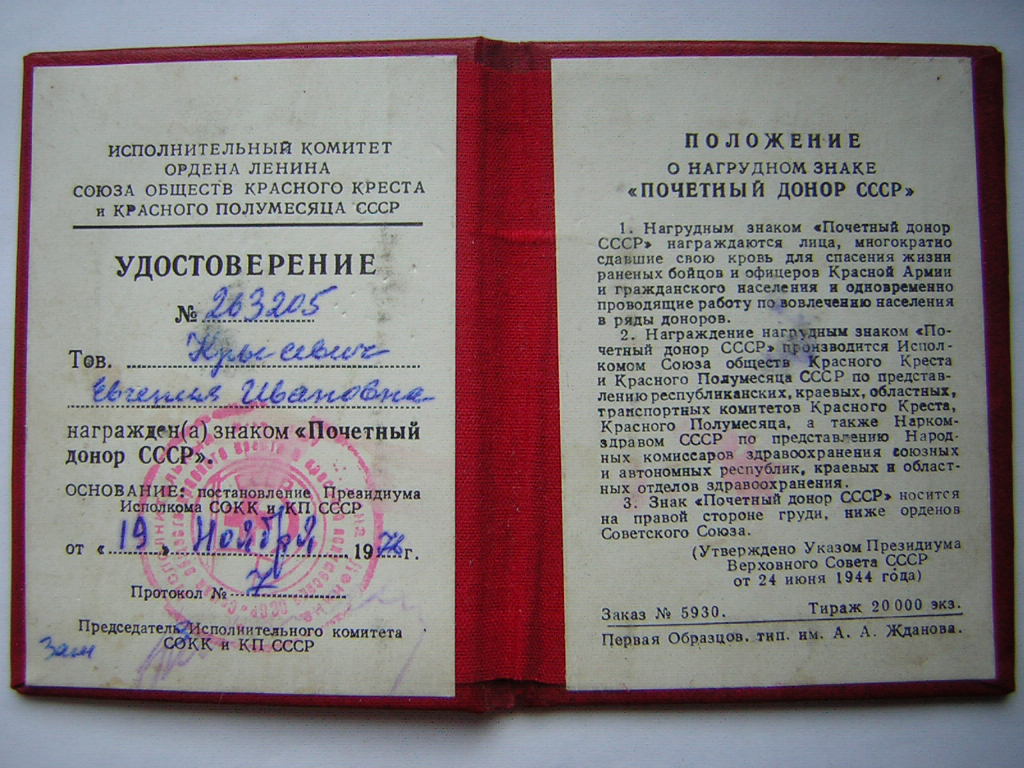 ИСПОЛНИТЕЛЬНЫЙ КОМИТЕТ
ОРДЕНА ЛЕНИНА
СОЮЗА ОБЩЕСТВ КРАСНОГО КРЕСТА
и КРАСНОГО ПОЛУМЕСЯЦА СССР
УДОСТОВЕРЕНИЕ
№ 263205
Тов. Крысевич
Евгения Ивановна
награжден(а) знаком «Почетный
донор СССР».
ОСНОВАНИЕ: постановление Президиума
Исполкома СОКК и КП СССР
от «19» Ноября 19 г.
Протокол № 7
Председатель Исполнительного комитета
СОКК и КП СССР
Зам
ПОЛОЖЕНИЕ
О НАГРУДНОМ ЗНАКЕ
«ПОЧЕТНЫЙ ДОНОР СССР»
1. Нагрудным знаком «Почетный донор
СССР» награждаются лица, многократно
сдавшие свою кровь для спасения жизни
раненых бойцов и офицеров Красной Армии
и гражданского населения и одновременно
проводящие работу по вовлечению населения
в ряды доноров.
2. Награждение нагрудным знаком «По-
четный донор СССР» производится Испол-
комом Союза обществ Красного Креста
и Красного Полумесяца СССР по представ-
лению республиканских, краевых, областных,
транспортных комитетов Красного Креста,
Красного Полумесяца, а также Нарком-
здравом СССР по представлению Народ-
ных комиссаров здравоохранения союзных
и автономных республик, краевых и област-
ных отделов здравоохранения.
3. Знак «Почетный донор СССР» носится
на правой стороне груди, ниже орденов
Советского Союза.
(Утверждено Указом Президиума
Верховного Совета СССР
от 24 июня 1944 года)
Заказ № 5930. Тираж 20 000 экз.
Первая Образцов. тип. им. А. А. Жданова.